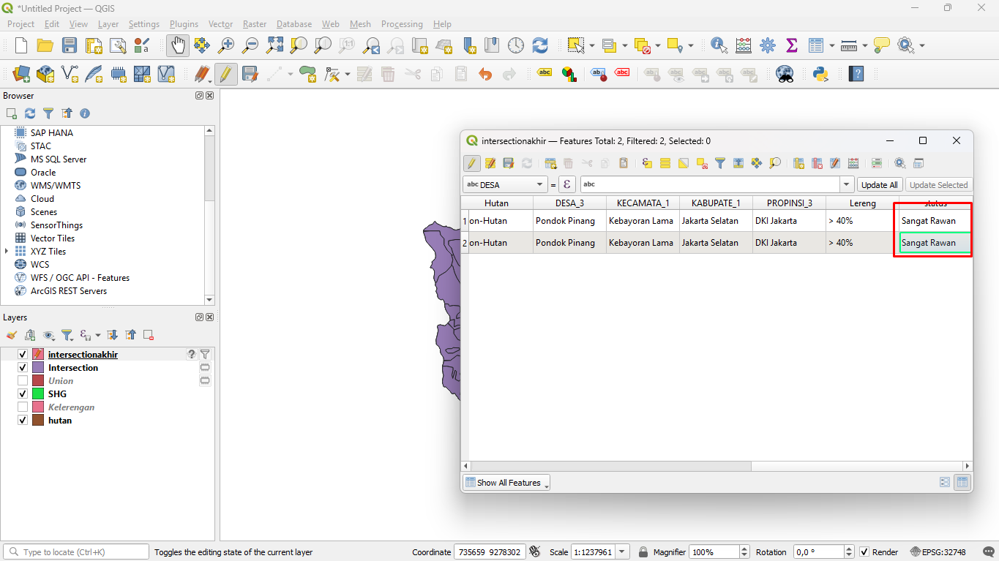 *Untitled Project — QGIS
Project Edit View Layer Settings Plugins Vector Raster Database Web Mesh Processing Help
Browser
SAP HANA
STAC
MS SQL Server
Oracle
WMS/WMTS
Cloud
Scenes
SensorThings
Vector Tiles
XYZ Tiles
WCS
WFS / OGC API - Features
ArcGIS REST Servers
Layers
intersectionakhir
Intersection
Union
SHG
Kelerengan
hutan
intersectionakhir — Features Total: 2, Filtered: 2, Selected: 0
abc DESA = ε abc Update All Update Selected
Hutan DESA_3 KECAMATA_1 KABUPATE_1 PROPINSI_3 Lereng status
1 on-Hutan Pondok Pinang Kebayoran Lama Jakarta Selatan DKI Jakarta > 40% Sangat Rawan
2 on-Hutan Pondok Pinang Kebayoran Lama Jakarta Selatan DKI Jakarta > 40% Sangat Rawan
Show All Features
Type to locate (Ctrl+K) Toggles the editing state of the current layer Coordinate 735659 9278302 Scale 1:1237961 Magnifier 100% Rotation 0,0 ° Render EPSG:32748